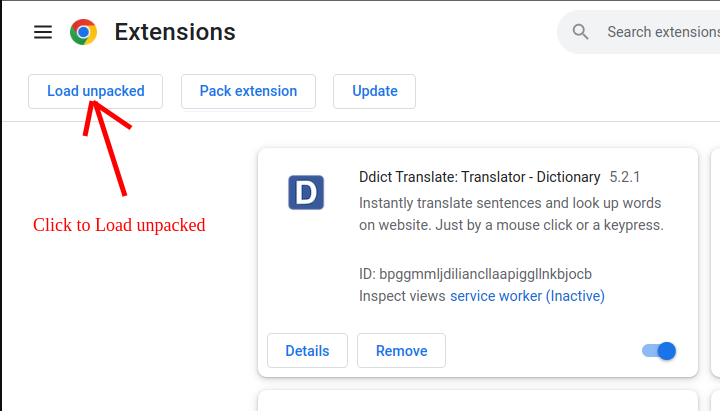 Extensions
Search extensions
Load unpacked
Pack extension
Update
Click to Load unpacked
D
Ddict Translate: Translator - Dictionary 5.2.1
Instantly translate sentences and look up words
on website. Just by a mouse click or a keypress.
ID: bpggmmljdiliancllaapiggllnkbjocb
Inspect views service worker (Inactive)
Details
Remove